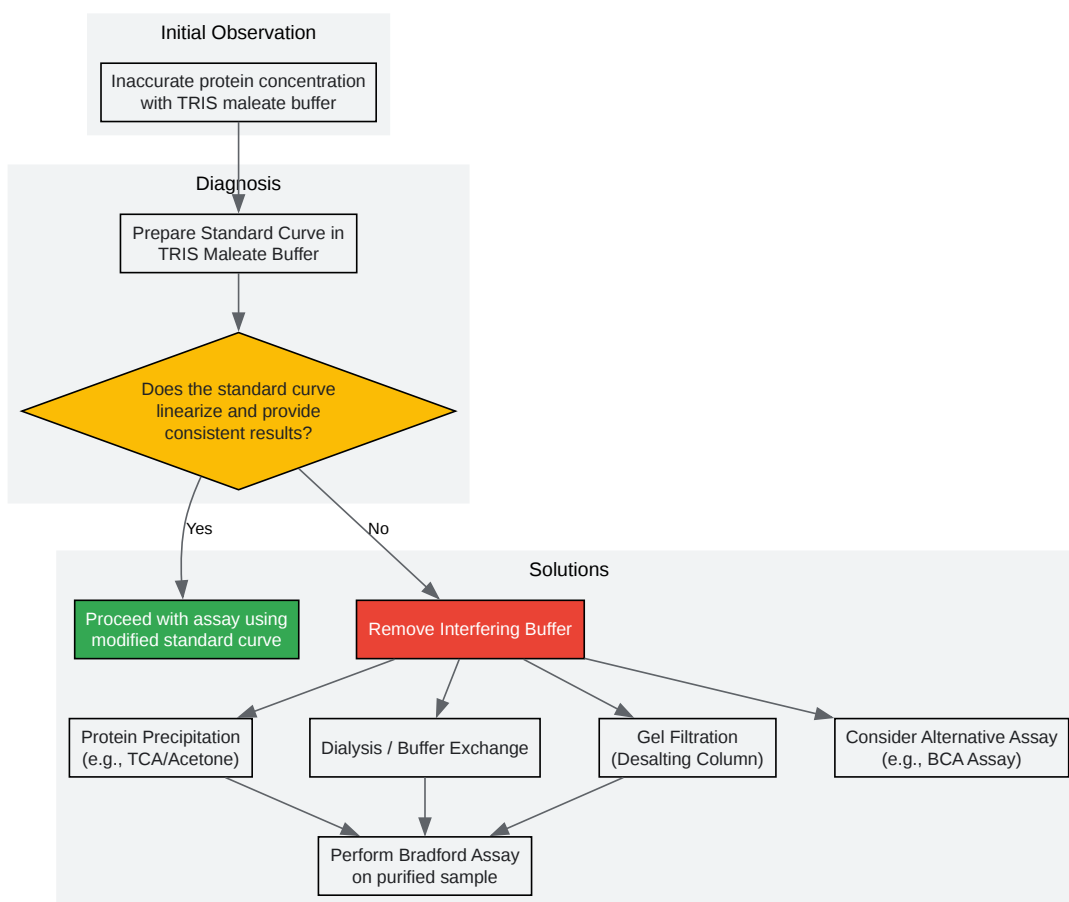 Initial Observation
Inaccurate protein concentration
with TRIS maleate buffer
Diagnosis
Prepare Standard Curve in
TRIS Maleate Buffer
Does the standard curve
linearize and provide
consistent results?
Yes
No
Solutions
Proceed with assay using
modified standard curve
Remove Interfering Buffer
Protein Precipitation
(e.g., TCA/Acetone)
Dialysis / Buffer Exchange
Gel Filtration
(Desalting Column)
Consider Alternative Assay
(e.g., BCA Assay)
Perform Bradford Assay
on purified sample